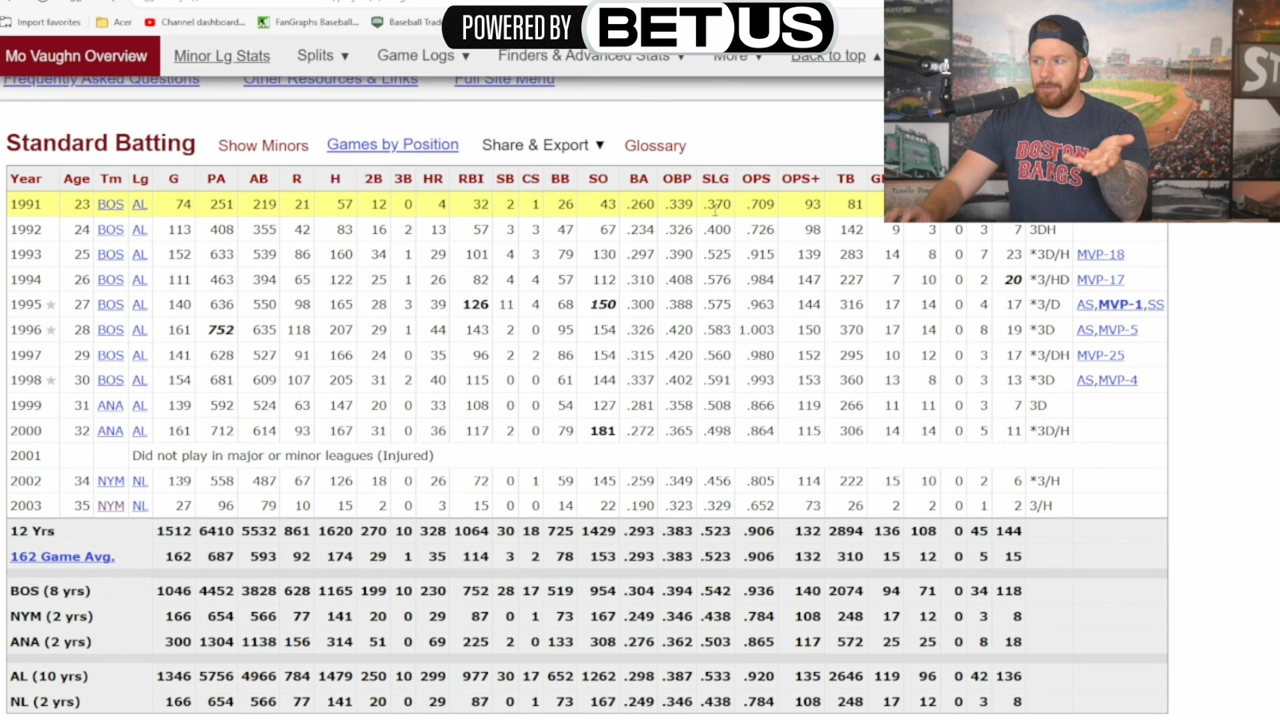 Import favorites Acer Channel dashboard... FanGraphs Baseball... Baseball Trad
POWERED BY BETUS
Mo Vaughn Overview Minor Lg Stats Splits ▼ Game Logs ▼ Finders & Advanced Stats ▼ More ▼ Back to top ▲
Frequently Asked Questions Other Resources & Links Full Site Menu
BOSTON
BANGS
Standard Batting Show Minors Games by Position Share & Export ▼ Glossary
Year Age Tm Lg G PA AB R H 2B 3B HR RBI SB CS BB SO BA OBP SLG OPS OPS+ TB
1991 23 BOS AL 74 251 219 21 57 12 0 4 32 2 1 26 43 .260 .339 .370 .709 93 81
1992 24 BOS AL 113 408 355 42 83 16 2 13 57 3 3 47 67 .234 .326 .400 .726 98 142 9 3 0 3 7 3DH
1993 25 BOS AL 152 633 539 86 160 34 1 29 101 4 3 79 130 .297 .390 .525 .915 139 283 14 8 0 7 23 *3D/H MVP-18
1994 26 BOS AL 111 463 394 65 122 25 1 26 82 4 4 57 112 .310 .408 .576 .984 147 227 7 10 0 2 20 *3/HD MVP-17
1995 ★ 27 BOS AL 140 636 550 98 165 28 3 39 126 11 4 68 150 .300 .388 .575 .963 144 316 17 14 0 4 17 *3/D AS,MVP-1,SS
1996 ★ 28 BOS AL 161 752 635 118 207 29 1 44 143 2 0 95 154 .326 .420 .583 1.003 150 370 17 14 0 8 19 *3D AS,MVP-5
1997 29 BOS AL 141 628 527 91 166 24 0 35 96 2 2 86 154 .315 .420 .560 .980 152 295 10 12 0 3 17 *3/DH MVP-25
1998 ★ 30 BOS AL 154 681 609 107 205 31 2 40 115 0 0 61 144 .337 .402 .591 .993 153 360 13 8 0 3 13 *3D AS,MVP-4
1999 31 ANA AL 139 592 524 63 147 20 0 33 108 0 0 54 127 .281 .358 .508 .866 119 266 11 11 0 3 7 3D
2000 32 ANA AL 161 712 614 93 167 31 0 36 117 2 0 79 181 .272 .365 .498 .864 115 306 14 14 0 5 11 *3D/H
2001 Did not play in major or minor leagues (Injured)
2002 34 NYM NL 139 558 487 67 126 18 0 26 72 0 1 59 145 .259 .349 .456 .805 114 222 15 10 0 2 6 *3/H
2003 35 NYM NL 27 96 79 10 15 2 0 3 15 0 0 14 22 .190 .323 .329 .652 73 26 2 2 0 1 2 3/H
12 Yrs 1512 6410 5532 861 1620 270 10 328 1064 30 18 725 1429 .293 .383 .523 .906 132 2894 136 108 0 45 144
162 Game Avg. 162 687 593 92 174 29 1 35 114 3 2 78 153 .293 .383 .523 .906 132 310 15 12 0 5 15
BOS (8 yrs) 1046 4452 3828 628 1165 199 10 230 752 28 17 519 954 .304 .394 .542 .936 140 2074 94 71 0 34 118
NYM (2 yrs) 166 654 566 77 141 20 0 29 87 0 1 73 167 .249 .346 .438 .784 108 248 17 12 0 3 8
ANA (2 yrs) 300 1304 1138 156 314 51 0 69 225 2 0 133 308 .276 .362 .503 .865 117 572 25 25 0 8 18
AL (10 yrs) 1346 5756 4966 784 1479 250 10 299 977 30 17 652 1262 .298 .387 .533 .920 135 2646 119 96 0 42 136
NL (2 yrs) 166 654 566 77 141 20 0 29 87 0 1 73 167 .249 .346 .438 .784 108 248 17 12 0 3 8